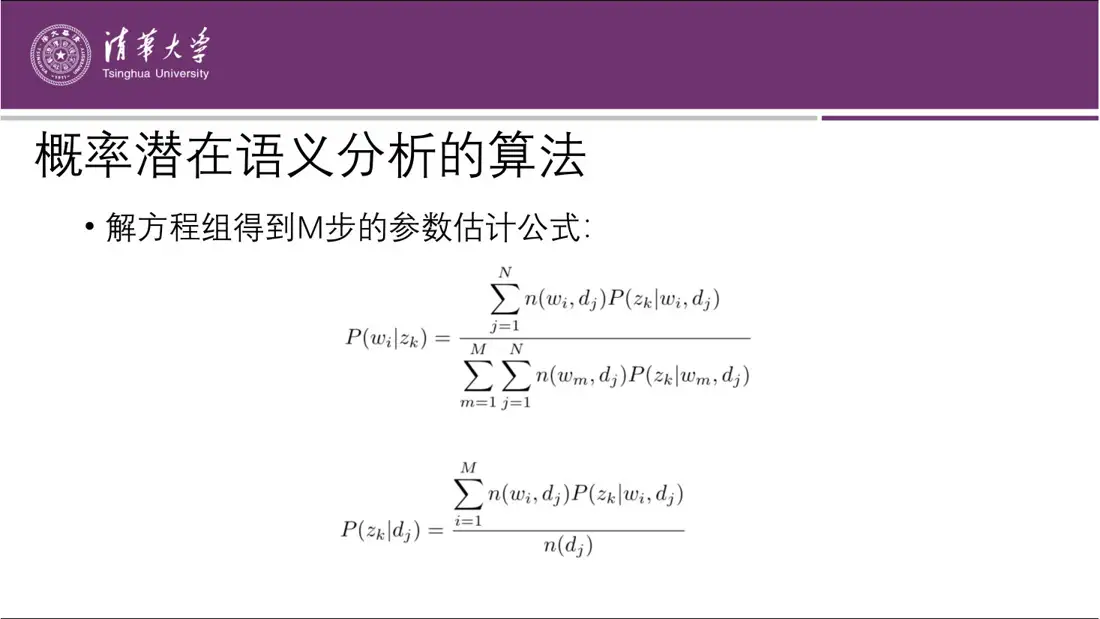 清华大学
Tsinghua University
概率潜在语义分析的算法
• 解方程组得到M步的参数估计公式：
$$P(w_i|z_k) = \frac{\sum_{j=1}^{N} n(w_i, d_j)P(z_k|w_i, d_j)}{\sum_{m=1}^{M} \sum_{j=1}^{N} n(w_m, d_j)P(z_k|w_m, d_j)}$$
$$P(z_k|d_j) = \frac{\sum_{i=1}^{M} n(w_i, d_j)P(z_k|w_i, d_j)}{n(d_j)}$$